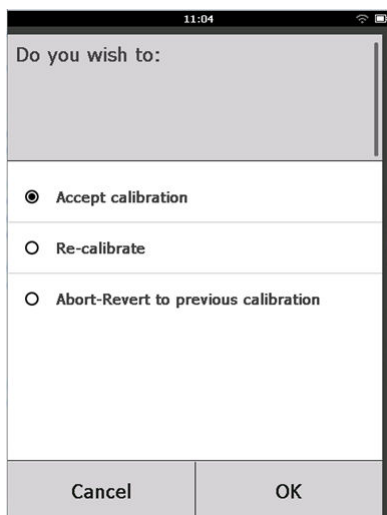 11:04
Do you wish to:
Accept calibration
Re-calibrate
Abort-Revert to previous calibration
Cancel OK